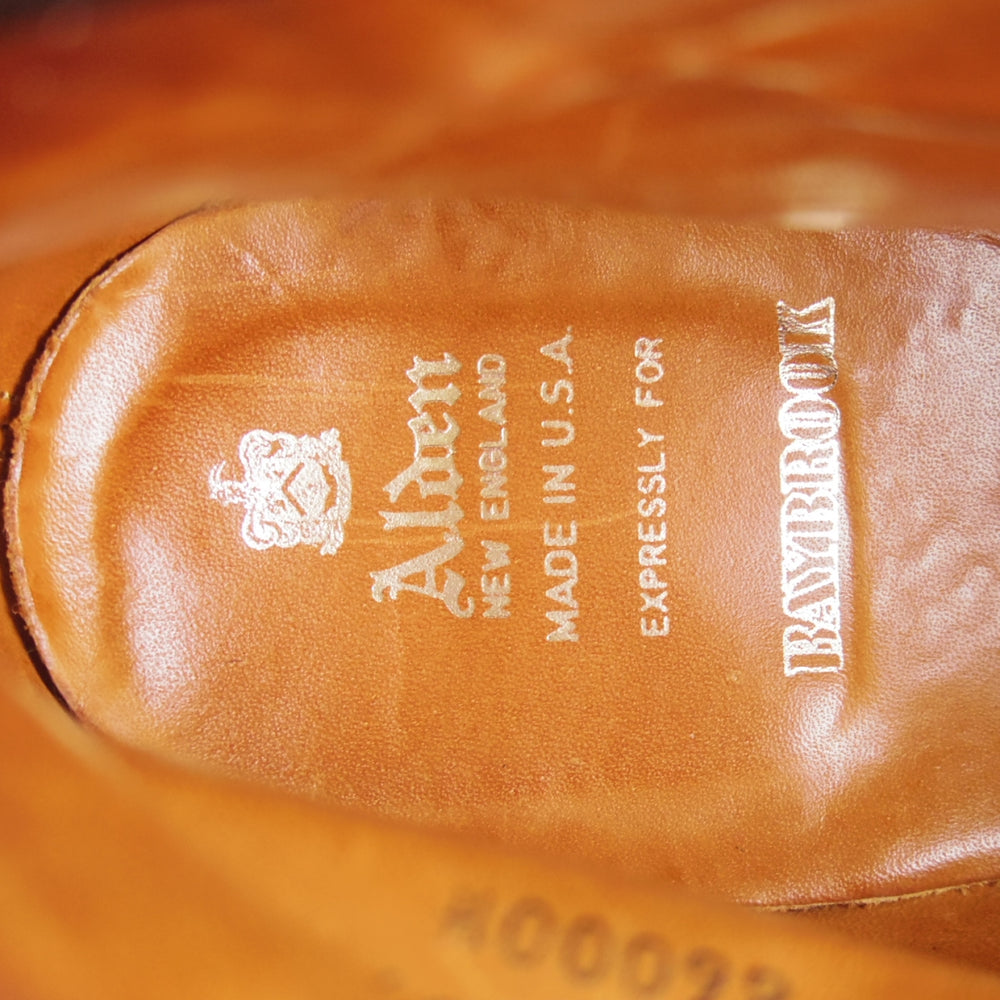 Alden
NEW ENGLAND
MADE IN U.S.A.
EXPRESSLY FOR
BAYBROOK